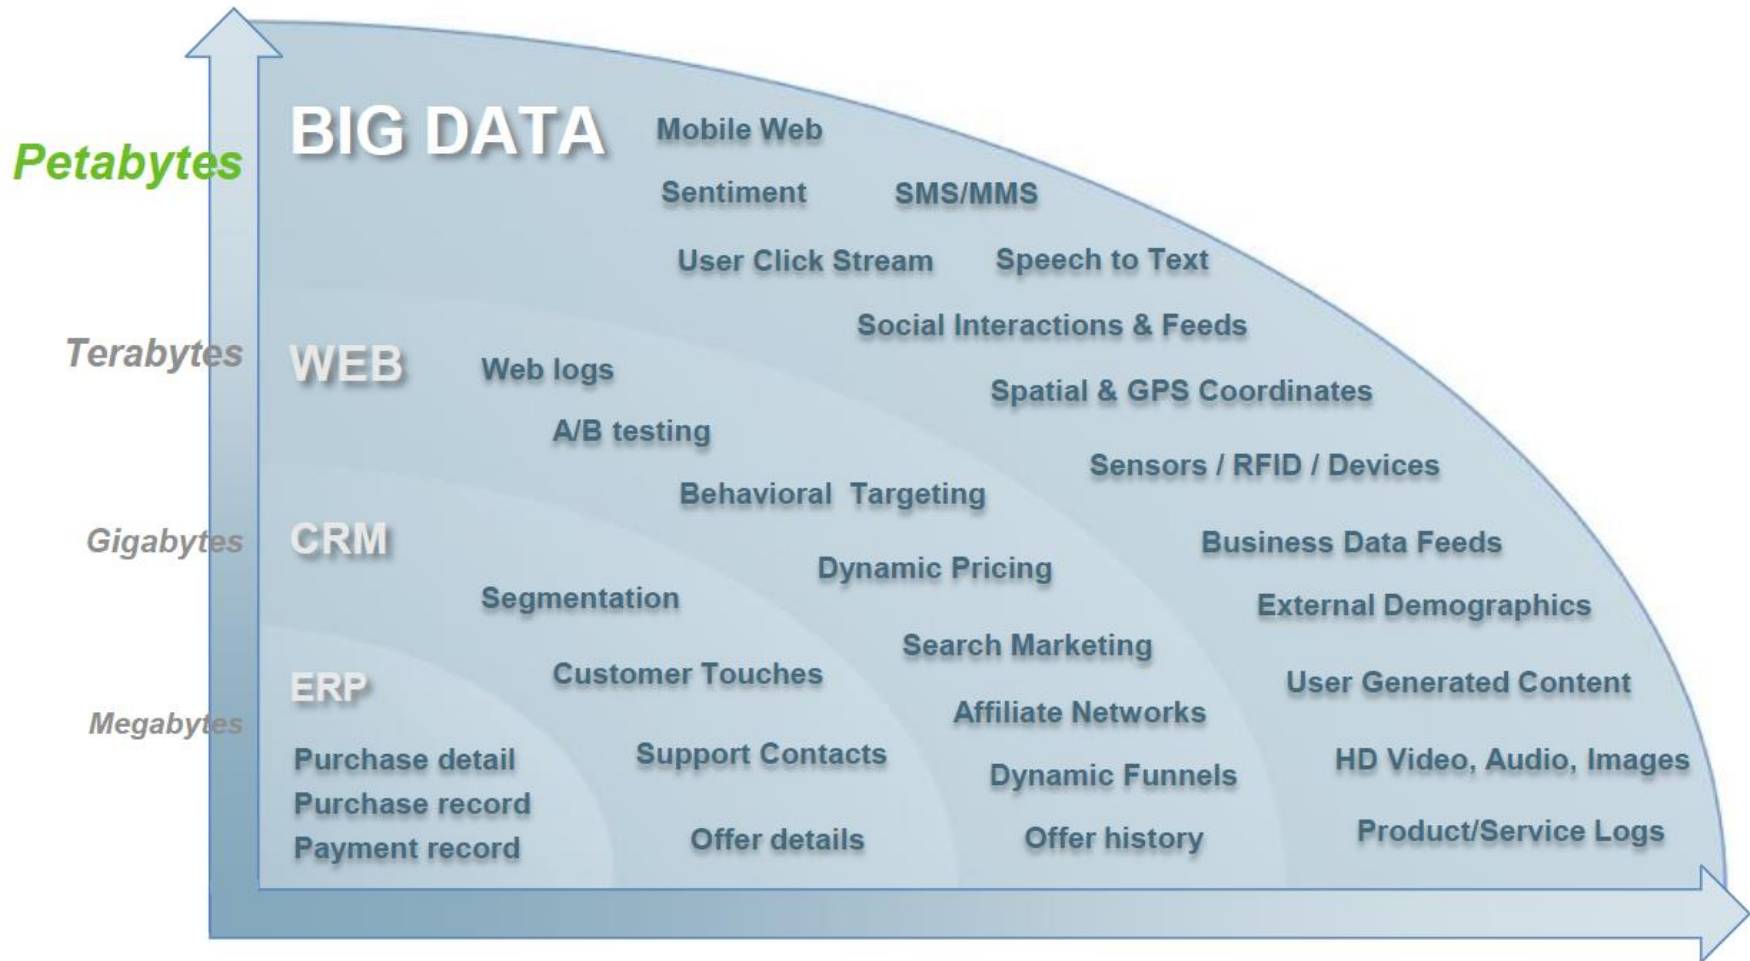 BIG DATA
Mobile Web
Petabytes
Sentiment
SMS/MMS
User Click Stream
Speech to Text
Social Interactions & Feeds
Terabytes
WEB
Web logs
Spatial & GPS Coordinates
A/B testing
Sensors / RFID / Devices
Behavioral Targeting
Gigabytes
CRM
Business Data Feeds
Dynamic Pricing
Segmentation
External Demographics
Search Marketing
Customer Touches
ERP
User Generated Content
Megabytes
Affiliate Networks
Purchase detail
Support Contacts
Dynamic Funnels
HD Video, Audio, Images
Purchase record
Payment record
Offer details
Offer history
Product/Service Logs